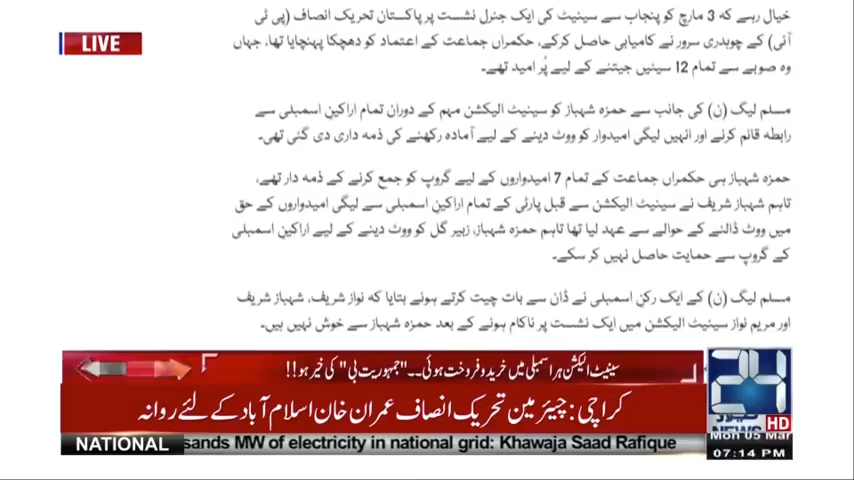 خیال رہے کہ 3 مارچ کو پنجاب سے سینیٹ کی ایک جنرل نشست پر پاکستان تحریک انصاف (پی ٹی
آئی) کے چوہدری سرور نے کامیابی حاصل کرکے، حکمراں جماعت کے اعتماد کو دھچکا پہنچایا تھا، جہاں
وہ صوبے سے تمام 12 سیٹیں جیتنے کے لیے پُر امید تھے۔
مسلم لیگ (ن) کی جانب سے حمزہ شہباز کو سینیٹ الیکشن مہم کے دوران تمام اراکین اسمبلی سے
رابطہ قائم کرنے اور انہیں لیگی امیدوار کو ووٹ دینے کے لیے آمادہ رکھنے کی ذمہ داری دی گئی تھی۔
حمزہ شہباز ہی حکمراں جماعت کے تمام 7 امیدواروں کے لیے گروپ کو جمع کرنے کے ذمہ دار تھے،
تاہم شہباز شریف نے سینیٹ الیکشن سے قبل پارٹی کے تمام اراکینِ اسمبلی سے لیگی امیدواروں کے حق
میں ووٹ ڈالنے کے حوالے سے عہد لیا تھا تاہم حمزہ شہباز، زبیر گل کو ووٹ دینے کے لیے اراکینِ اسمبلی
کے گروپ سے حمایت حاصل نہیں کر سکے۔
مسلم لیگ (ن) کے ایک رکنِ اسمبلی نے ڈان سے بات چیت کرتے ہوئے بتایا کہ نواز شریف، شہباز شریف
اور مریم نواز سینیٹ الیکشن میں ایک نشست پر ناکام ہونے کے بعد حمزہ شہباز سے خوش نہیں ہیں۔
LIVE
سینیٹ الیکشن ہر اسمبلی میں خرید و فروخت ہوئی۔۔"جمہوریت بی" کی خیر ہو!!
کراچی: چیئرمین تحریک انصاف عمران خان اسلام آباد کے لئے روانہ
24
نیوز
NEWS
HD
Mon 05 Mar
07:14 PM
NATIONAL
sands MW of electricity in national grid: Khawaja Saad Rafique